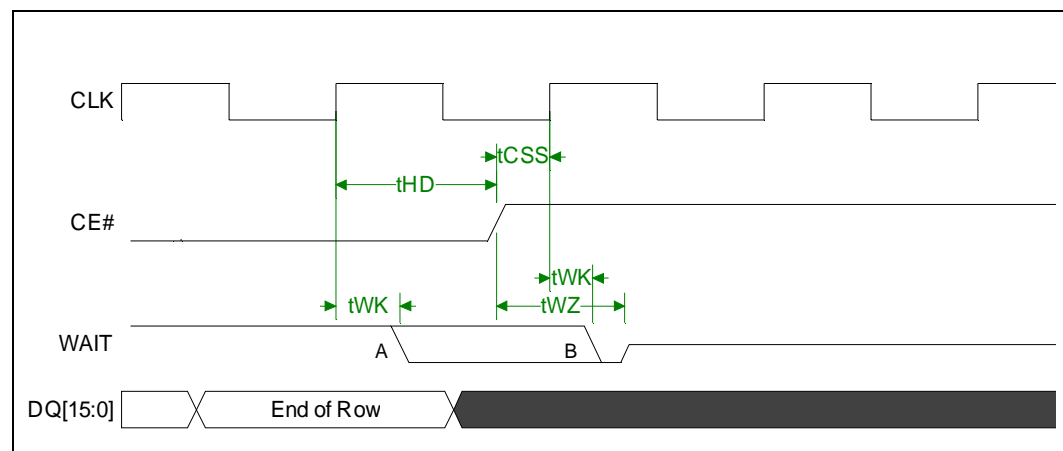 CLK
tCSS
tHD
CE#
tWK
tWK
tWZ
WAIT
A
B
DQ[15:0]
End of Row